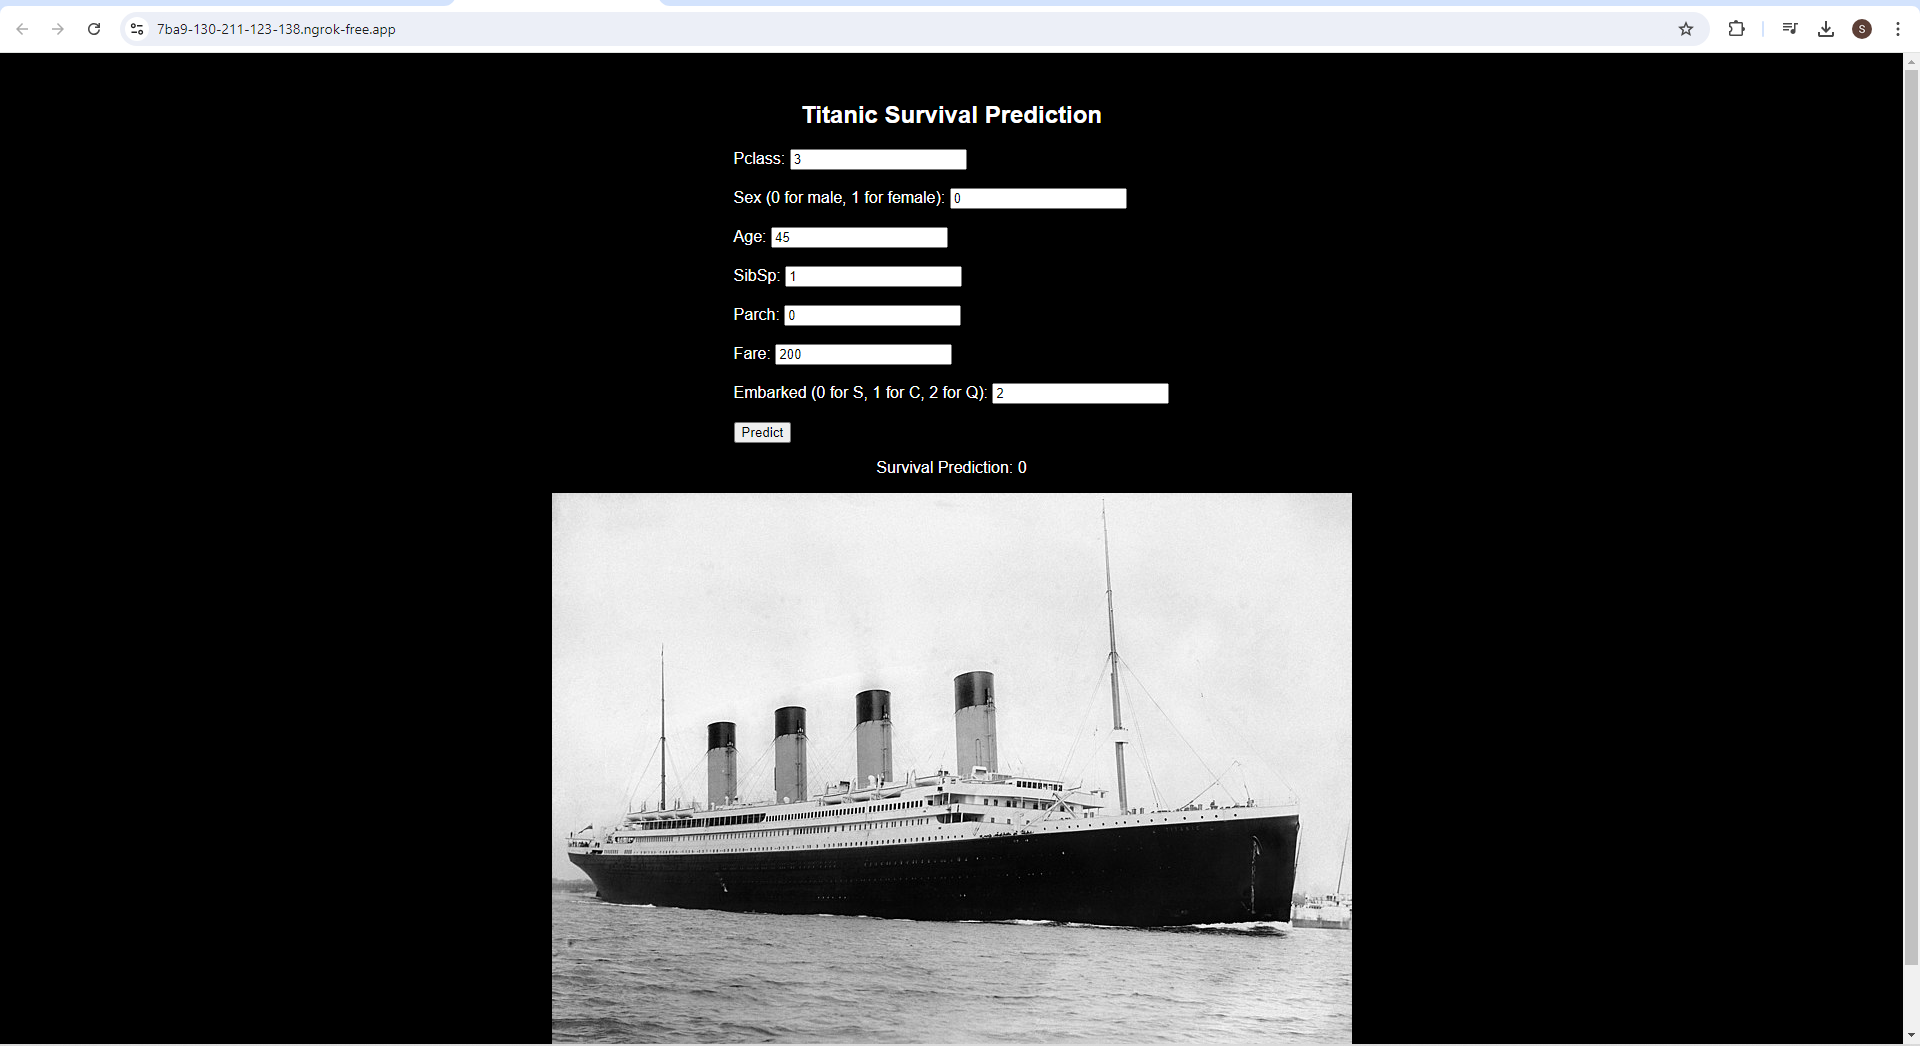 7ba9-130-211-123-138.ngrok-free.app
S
Titanic Survival Prediction
Pclass: 3
Sex (0 for male, 1 for female): 0
Age: 45
SibSp: 1
Parch: 0
Fare: 200
Embarked (0 for S, 1 for C, 2 for Q): 2
Predict
Survival Prediction: 0